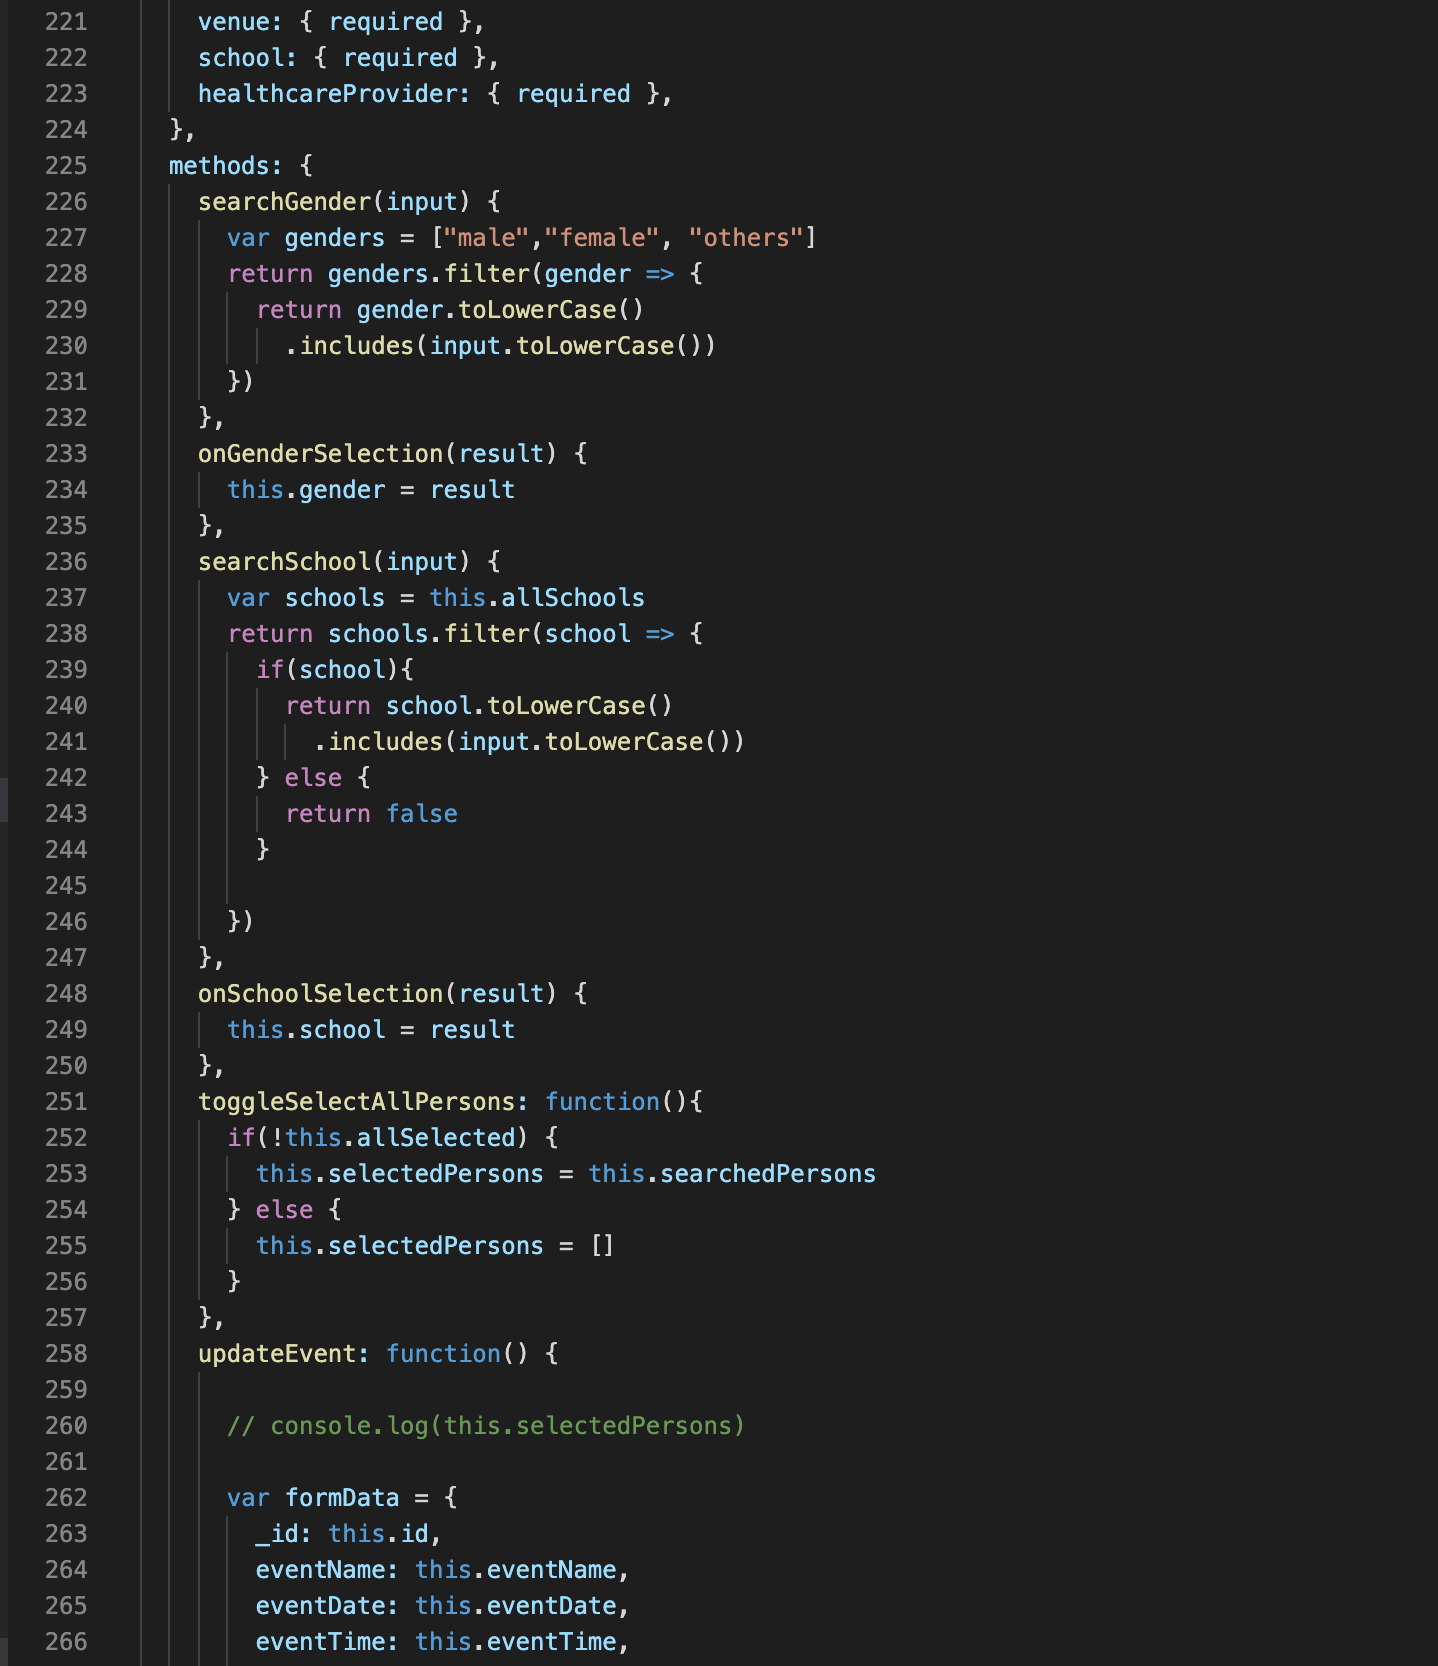 221 venue: { required },
222 school: { required },
223 healthcareProvider: { required },
224 },
225 methods: {
226 searchGender(input) {
227 var genders = ["male","female", "others"]
228 return genders.filter(gender => {
229 return gender.toLowerCase()
230 .includes(input.toLowerCase())
231 })
232 },
233 onGenderSelection(result) {
234 this.gender = result
235 },
236 searchSchool(input) {
237 var schools = this.allSchools
238 return schools.filter(school => {
239 if(school){
240 return school.toLowerCase()
241 .includes(input.toLowerCase())
242 } else {
243 return false
244 }
245
246 })
247 },
248 onSchoolSelection(result) {
249 this.school = result
250 },
251 toggleSelectAllPersons: function(){
252 if(!this.allSelected) {
253 this.selectedPersons = this.searchedPersons
254 } else {
255 this.selectedPersons = []
256 }
257 },
258 updateEvent: function() {
259
260 // console.log(this.selectedPersons)
261
262 var formData = {
263 _id: this.id,
264 eventName: this.eventName,
265 eventDate: this.eventDate,
266 eventTime: this.eventTime,